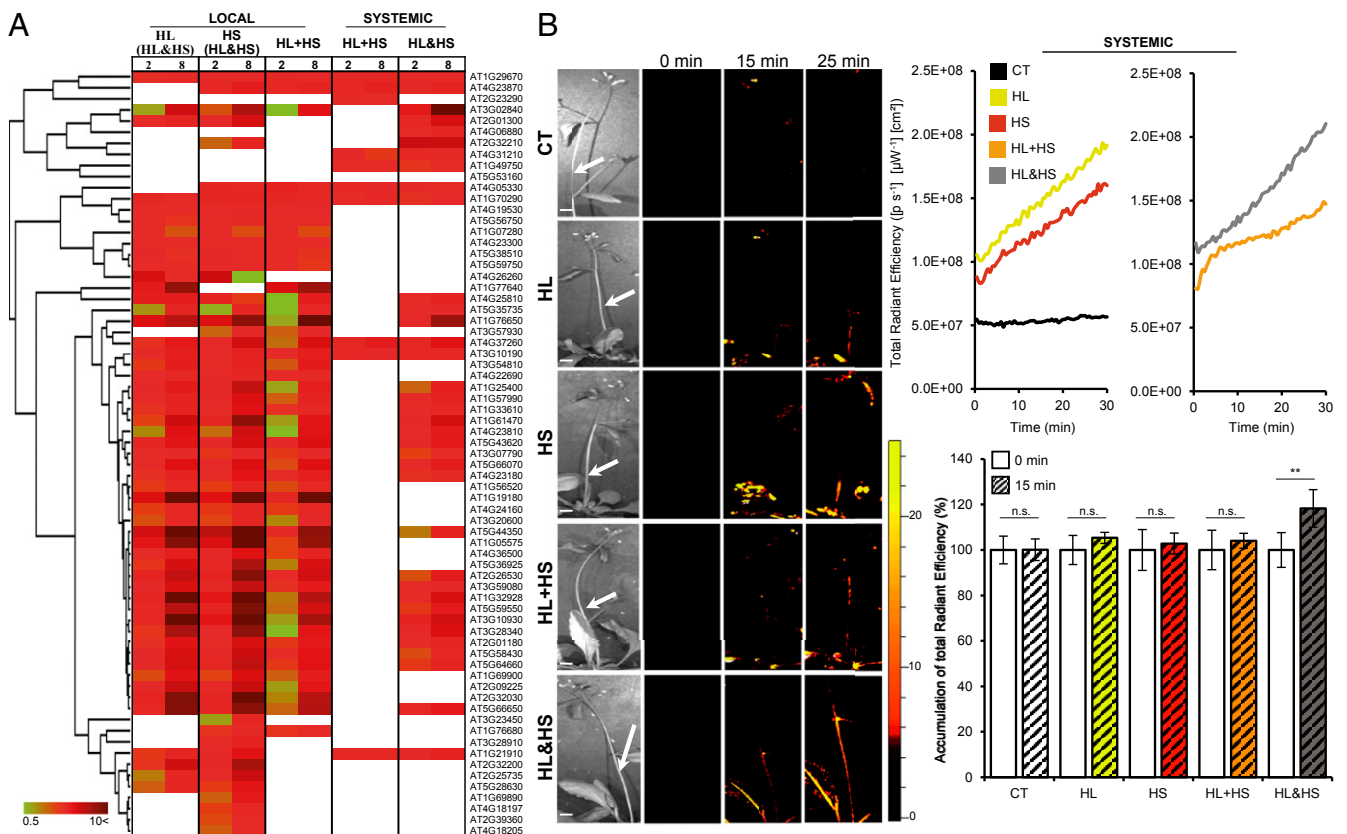 A
LOCAL SYSTEMIC
HL (HL&HS) HS (HL&HS) HL+HS HL+HS HL&HS
2 8 2 8 2 8 2 8 2 8
AT1G29670
AT4G23870
AT2G23290
AT3G02840
AT2G01300
AT4G06880
AT2G32210
AT4G31210
AT1G49750
AT5G53160
AT4G05330
AT1G70290
AT4G19530
AT5G56750
AT1G07280
AT4G23300
AT5G38510
AT5G59750
AT4G26260
AT1G77640
AT4G25810
AT5G35735
AT1G76650
AT3G57930
AT4G37260
AT3G10190
AT3G54810
AT4G22690
AT1G25400
AT1G57990
AT1G33610
AT1G61470
AT4G23810
AT5G43620
AT3G07790
AT5G66070
AT4G23180
AT1G56520
AT1G19180
AT4G24160
AT3G20600
AT5G44350
AT1G05575
AT4G36500
AT5G36925
AT2G26530
AT3G59080
AT1G32928
AT5G59550
AT3G10930
AT3G28340
AT2G01180
AT5G58430
AT5G64660
AT1G69900
AT2G09225
AT2G32030
AT5G66650
AT3G23450
AT1G76680
AT3G28910
AT1G21910
AT2G32200
AT2G25735
AT5G28630
AT1G69890
AT4G18197
AT2G39360
AT4G18205
0.5 10<
B
0 min 15 min 25 min
CT
HL
HS
HL+HS
HL&HS
20
10
0
SYSTEMIC
Total Radiant Efficiency ([p s⁻¹] [µW⁻¹] [cm²])
2.5E+08
2.0E+08
1.5E+08
1.0E+08
5.0E+07
0.0E+00
CT
HL
HS
HL+HS
HL&HS
0 10 20 30
Time (min)
2.5E+08
2.0E+08
1.5E+08
1.0E+08
5.0E+07
0.0E+00
0 10 20 30
Time (min)
Accumulation of total Radiant Efficiency (%)
140
120
100
80
60
40
20
0
0 min
15 min
n.s. n.s. n.s. n.s. **
CT HL HS HL+HS HL&HS